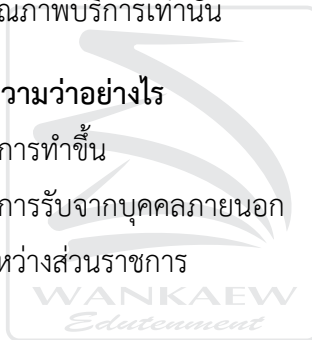 ณภาพบริการเท่านั้น
วามว่าอย่างไร
การทำขึ้น
การรับจากบุคคลภายนอก
หว่างส่วนราชการ
WANKAEW
Edutenment